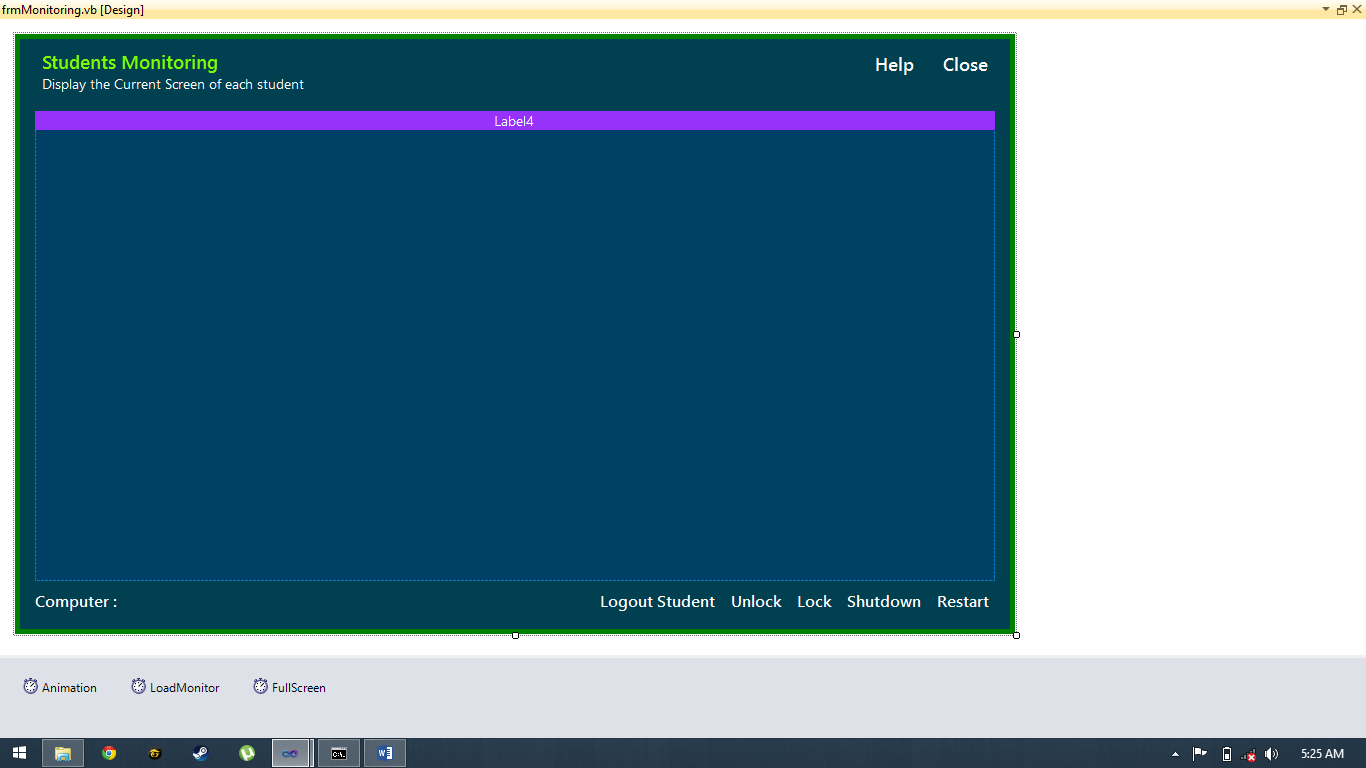 frmMonitoring.vb [Design]
Students Monitoring
Help Close
Display the Current Screen of each student
Label4
Computer :
Logout Student Unlock Lock Shutdown Restart
Animation LoadMonitor FullScreen
C:\.
5:25 AM